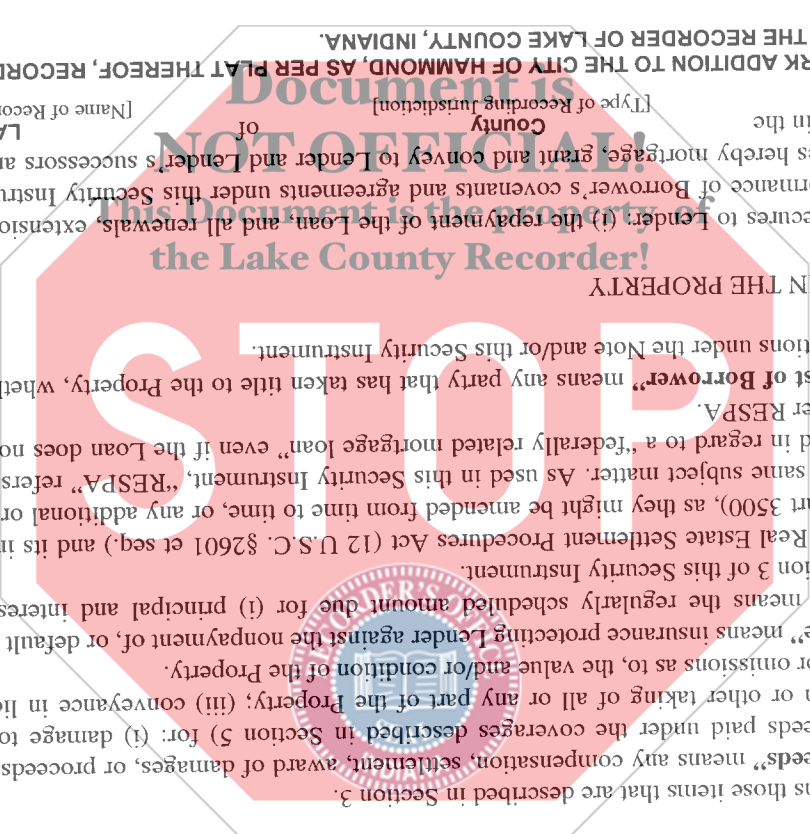 Document is
NOT OFFICIAL!
This Document is the property of
the Lake County Recorder!
STOP
ns those items that are described in Section 3.
eeds” means any compensation, settlement, award of damages, or proceeds
eeds paid under the coverages described in Section 5) for: (i) damage to
n or other taking of all or any part of the Property; (iii) conveyance in lie
or omissions as to, the value and/or condition of the Property.
e” means insurance protecting Lender against the nonpayment of, or default
means the regularly scheduled amount due for (i) principal and interes
ion 3 of this Security Instrument.
Real Estate Settlement Procedures Act (12 U.S.C. §2601 et seq.) and its in
art 3500), as they might be amended from time to time, or any additional or
same subject matter. As used in this Security Instrument, “RESPA” refers
d in regard to a “federally related mortgage loan” even if the Loan does no
er RESPA.
st of Borrower” means any party that has taken title to the Property, wheth
tions under the Note and/or this Security Instrument.
N THE PROPERTY
ecures to Lender: (i) the repayment of the Loan, and all renewals, extension
ormance of Borrower’s covenants and agreements under this Security Instru
es hereby mortgage, grant and convey to Lender and Lender’s successors an
in the County of LA
[Type of Recording Jurisdiction] [Name of Recor
RK ADDITION TO THE CITY OF HAMMOND, AS PER PLAT THEREOF, RECORD
THE RECORDER OF LAKE COUNTY, INDIANA.